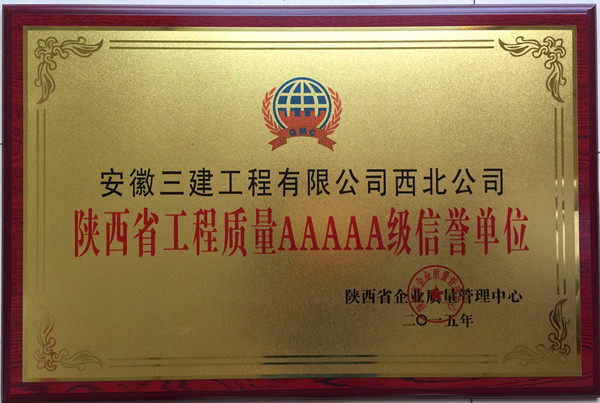 QMC
安徽三建工程有限公司西北公司
陕西省工程质量AAAAA级信誉单位
陕西省企业质量管理中心
二〇一五年